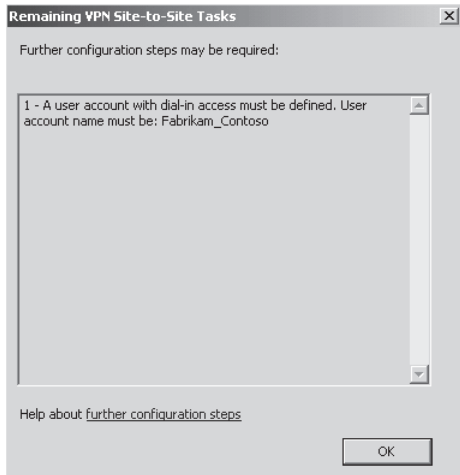 Remaining VPN Site-to-Site Tasks
Further configuration steps may be required:
1 - A user account with dial-in access must be defined. User
account name must be: Fabrikam_Contoso
Help about further configuration steps
OK